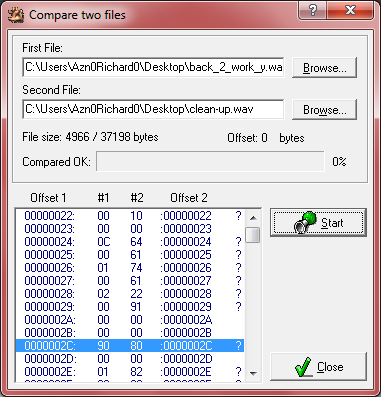 Compare two files
First File:
C:\Users\Azn0Richard0\Desktop\back_2_work_y.wa
Browse...
Second File:
C:\Users\Azn0Richard0\Desktop\clean-up.wav
Browse...
File size: 4966 / 37198 bytes Offset: 0 bytes
Compared OK: 0%
Offset 1 #1 #2 Offset 2
00000022: 00 10 :00000022 ?
00000023: 00 00 :00000023
00000024: 0C 64 :00000024 ?
00000025: 00 61 :00000025 ?
00000026: 01 74 :00000026 ?
00000027: 00 61 :00000027 ?
00000028: 02 22 :00000028 ?
00000029: 00 91 :00000029 ?
0000002A: 00 00 :0000002A
0000002B: 00 00 :0000002B
0000002C: 90 80 :0000002C ?
0000002D: 00 00 :0000002D
0000002E: 01 82 :0000002E ?
Start
Close